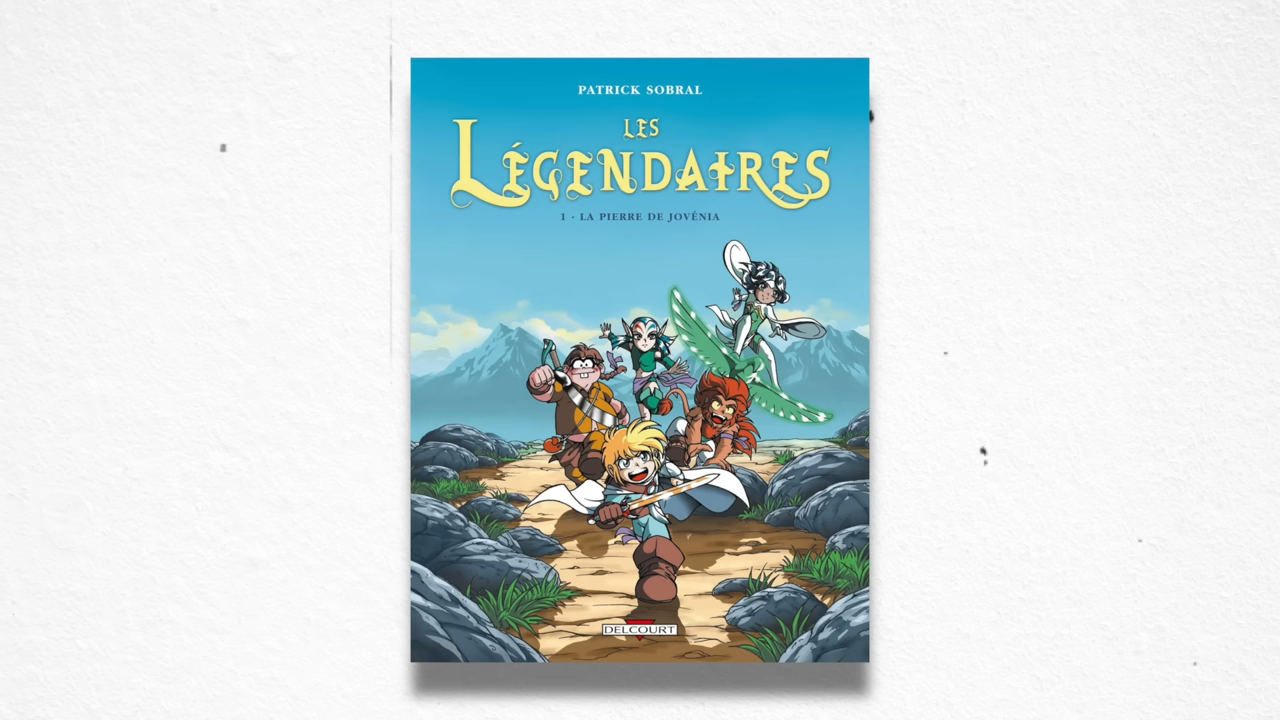 PATRICK SOBRAL
LES
LÉGENDAIRES
1 · LA PIERRE DE JOVÉNIA
DELCOURT